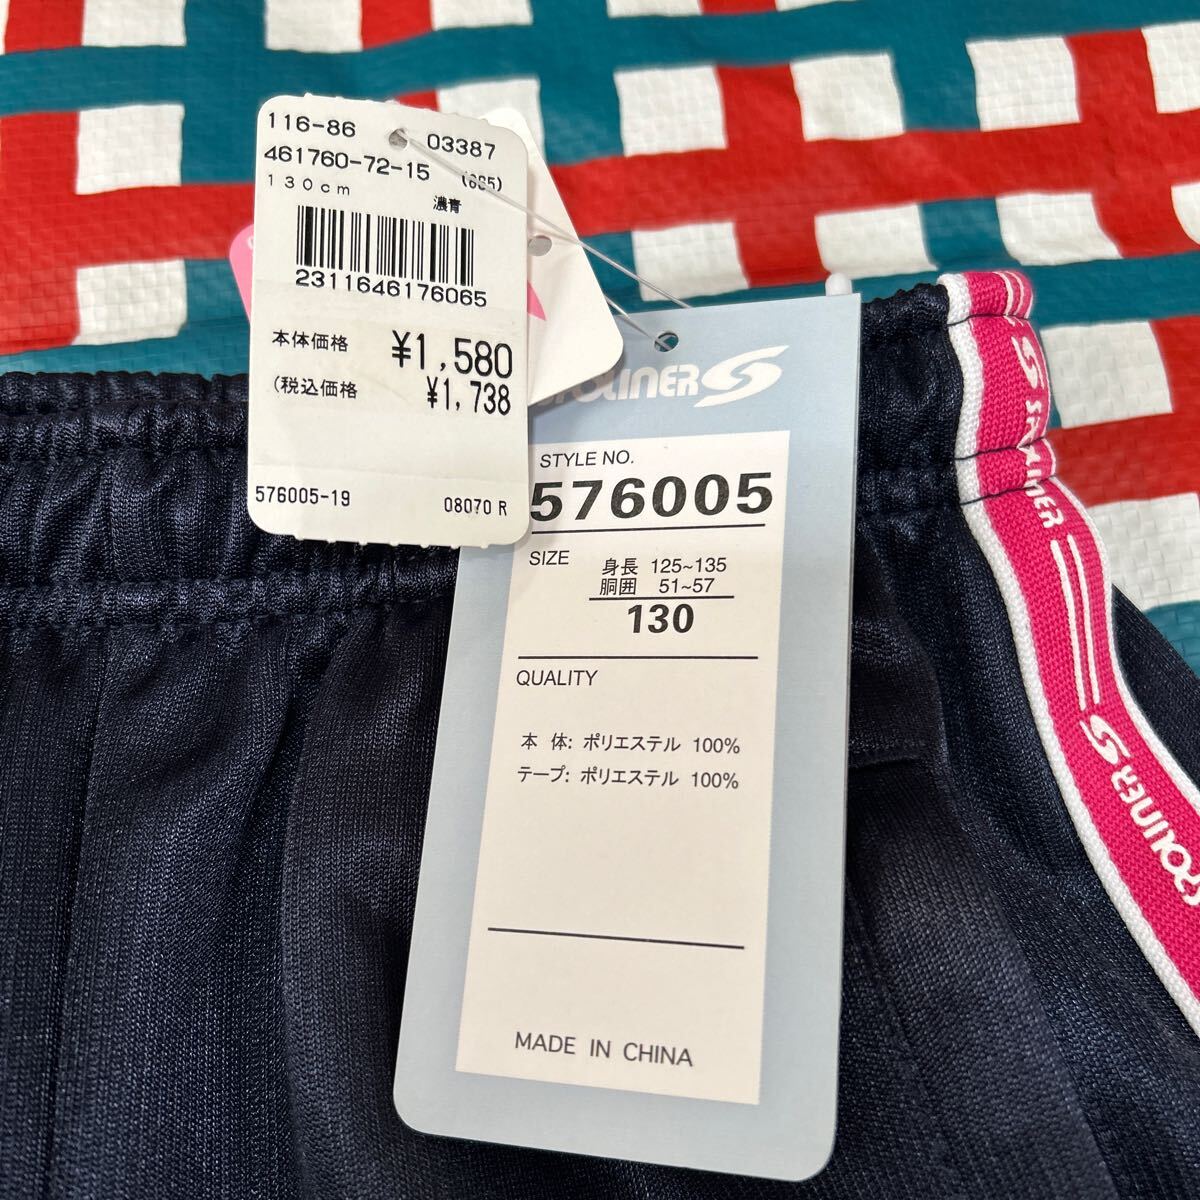 116-86 03387
461760-72-15 (665)
130cm 濃青
2311646176065
本体価格 ¥1,580
(税込価格 ¥1,738
576005-19 08070 R
STYLE NO.
576005
SIZE
身長 125~135
胴囲 51~57
130
QUALITY
本 体: ポリエステル 100%
テープ: ポリエステル 100%
MADE IN CHINA
SPOLINER